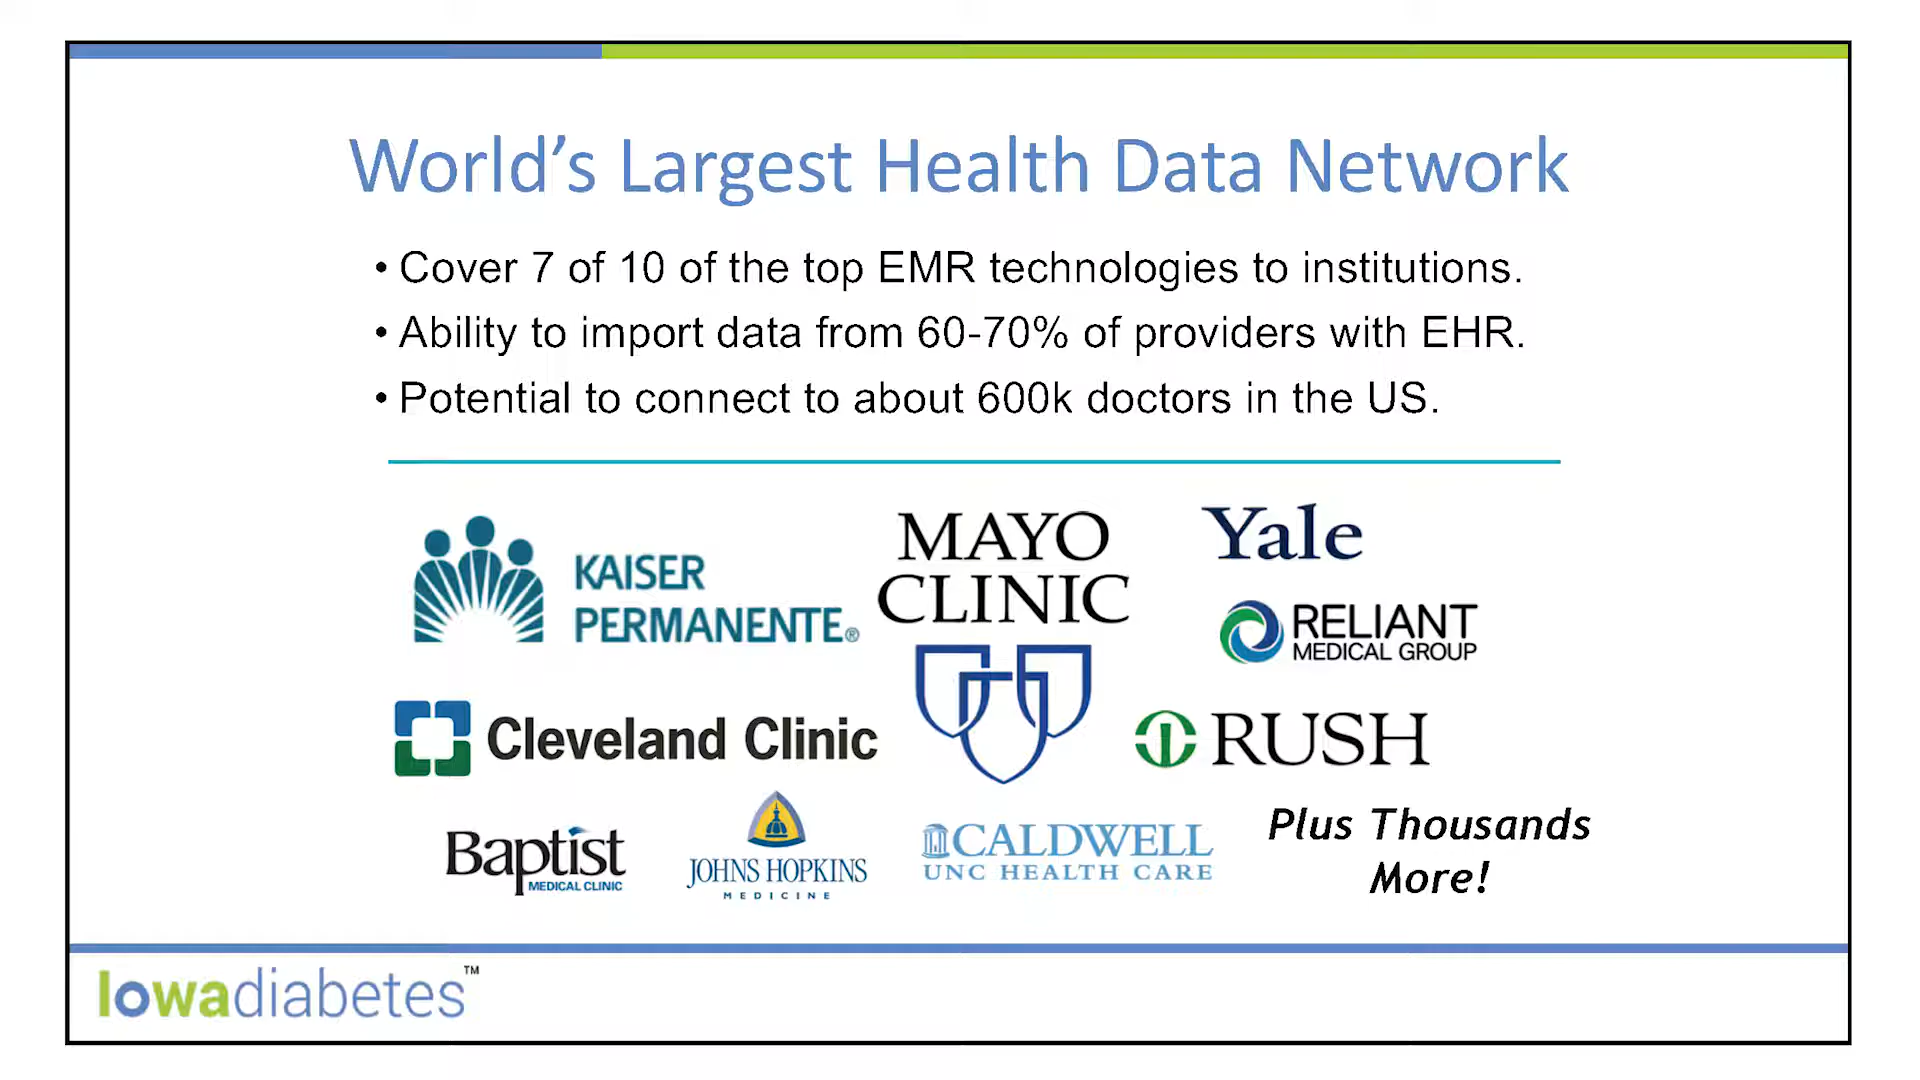 World's Largest Health Data Network
• Cover 7 of 10 of the top EMR technologies to institutions.
• Ability to import data from 60-70% of providers with EHR.
• Potential to connect to about 600k doctors in the US.
KAISER
PERMANENTE®
MAYO
CLINIC
Yale
RELIANT
MEDICAL GROUP
Cleveland Clinic
RUSH
Baptist
MEDICAL CLINIC
JOHNS HOPKINS
MEDICINE
CALDWELL
UNC HEALTH CARE
Plus Thousands
More!
Iowadiabetes™